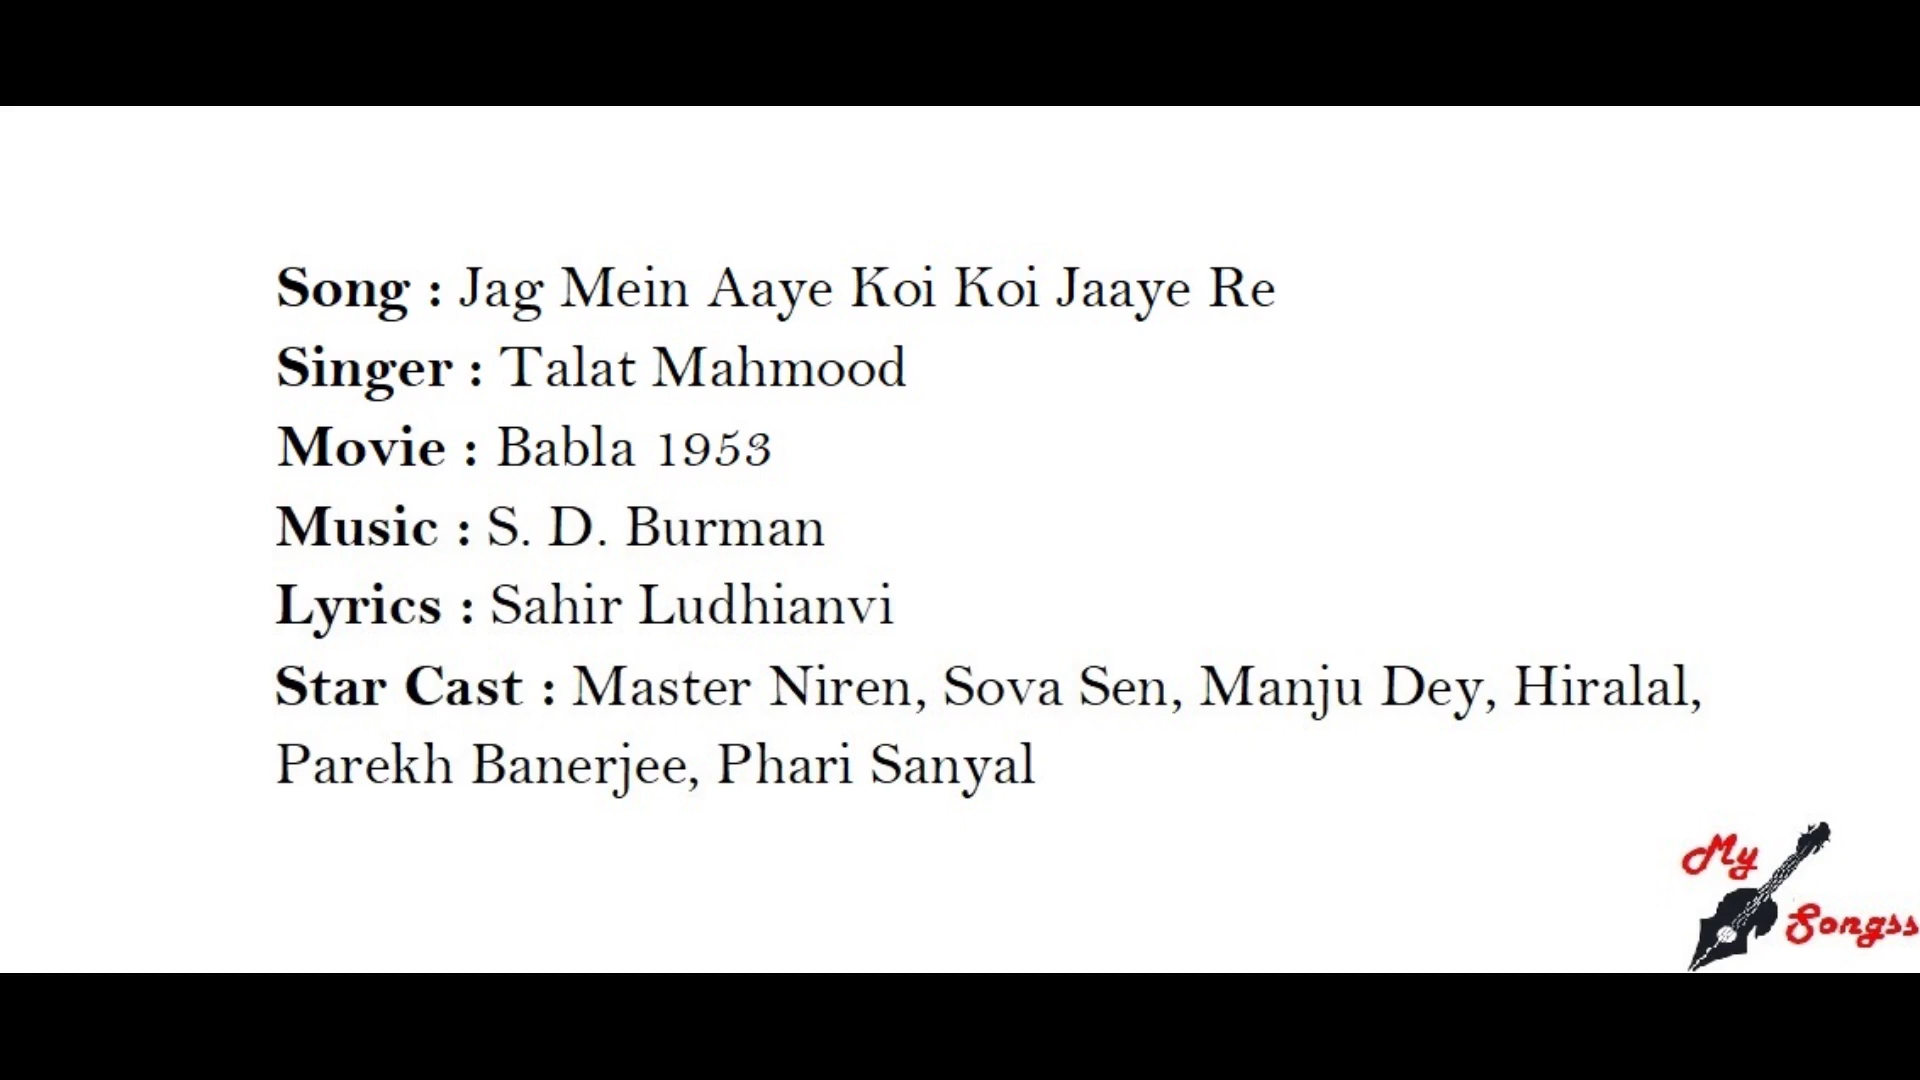 Song : Jag Mein Aaye Koi Koi Jaaye Re
Singer : Talat Mahmood
Movie : Babla 1953
Music : S. D. Burman
Lyrics : Sahir Ludhianvi
Star Cast : Master Niren, Sova Sen, Manju Dey, Hiralal,
Parekh Banerjee, Phari Sanyal
My
Songss